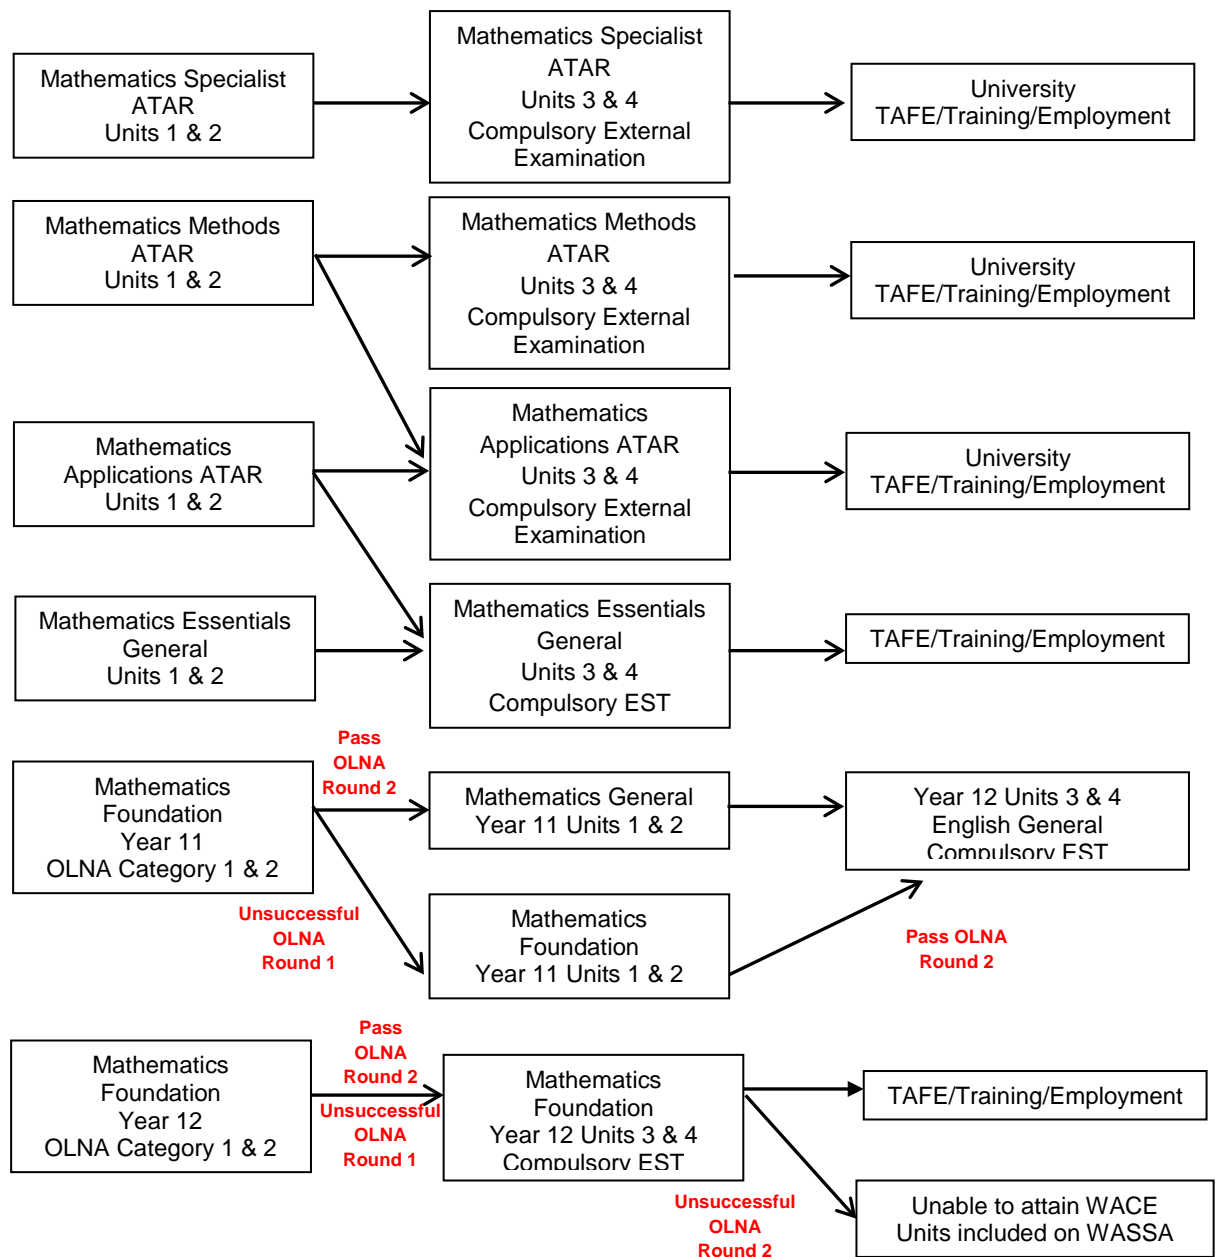 Mathematics Specialist
ATAR
Units 1 & 2
Mathematics Specialist
ATAR
Units 3 & 4
Compulsory External
Examination
University
TAFE/Training/Employment
Mathematics Methods
ATAR
Units 1 & 2
Mathematics Methods
ATAR
Units 3 & 4
Compulsory External
Examination
University
TAFE/Training/Employment
Mathematics
Applications ATAR
Units 1 & 2
Mathematics
Applications ATAR
Units 3 & 4
Compulsory External
Examination
University
TAFE/Training/Employment
Mathematics Essentials
General
Units 1 & 2
Mathematics Essentials
General
Units 3 & 4
Compulsory EST
TAFE/Training/Employment
Mathematics
Foundation
Year 11
OLNA Category 1 & 2
Pass
OLNA
Round 2
Mathematics General
Year 11 Units 1 & 2
Year 12 Units 3 & 4
English General
Compulsory EST
Unsuccessful
OLNA
Round 1
Mathematics
Foundation
Year 11 Units 1 & 2
Pass OLNA
Round 2
Mathematics
Foundation
Year 12
OLNA Category 1 & 2
Pass
OLNA
Round 2
Unsuccessful
OLNA
Round 1
Mathematics
Foundation
Year 12 Units 3 & 4
Compulsory EST
TAFE/Training/Employment
Unsuccessful
OLNA
Round 2
Unable to attain WACE
Units included on WASSA